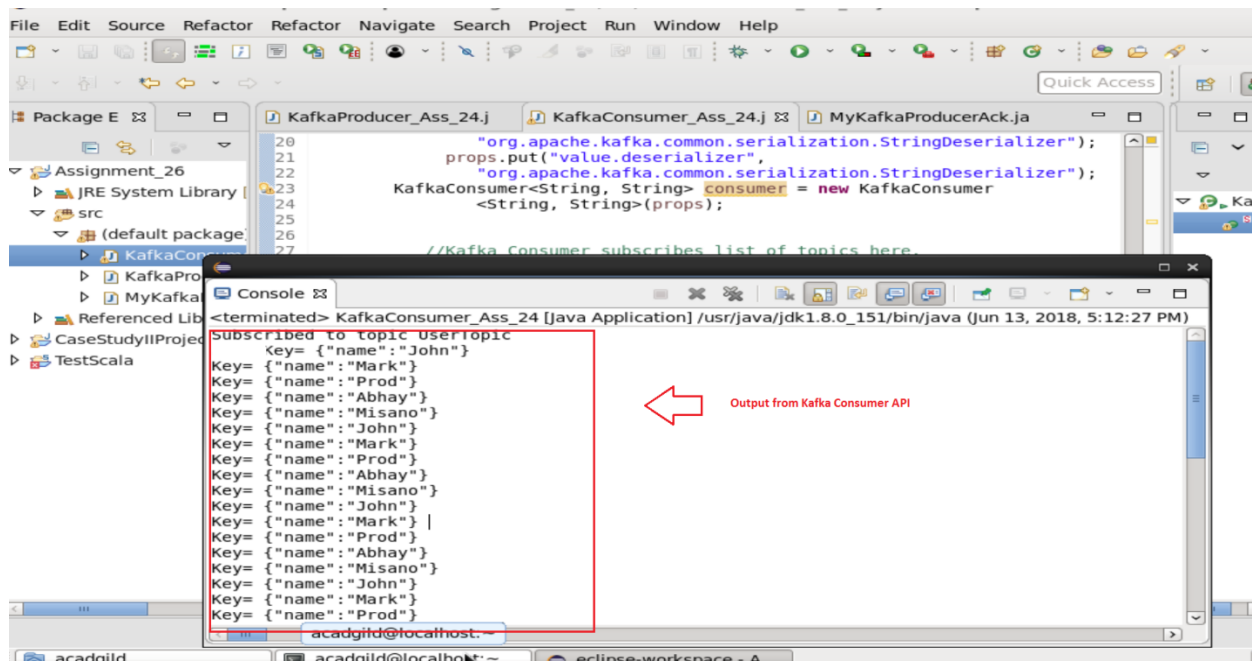 File Edit Source Refactor Refactor Navigate Search Project Run Window Help
Quick Access
Package E
KafkaProducer_Ass_24.j
KafkaConsumer_Ass_24.j
MyKafkaProducerAck.ja
Assignment_26
JRE System Library [
src
(default package)
KafkaCon
KafkaPro
MyKafka
Referenced Lib
CaseStudyIIProjec
TestScala
20 "org.apache.kafka.common.serialization.StringDeserializer");
21 props.put("value.deserializer",
22 "org.apache.kafka.common.serialization.StringDeserializer");
23 KafkaConsumer<String, String> consumer = new KafkaConsumer
24 <String, String>(props);
25
26
27 //Kafka Consumer subscribes list of topics here.
Ka
Console
<terminated> KafkaConsumer_Ass_24 [Java Application] /usr/java/jdk1.8.0_151/bin/java (Jun 13, 2018, 5:12:27 PM)
Subscribed to topic UserTopic
Key= {"name":"John"}
Key= {"name":"Mark"}
Key= {"name":"Prod"}
Key= {"name":"Abhay"}
Key= {"name":"Misano"}
Key= {"name":"John"}
Key= {"name":"Mark"}
Key= {"name":"Prod"}
Key= {"name":"Abhay"}
Key= {"name":"Misano"}
Key= {"name":"John"}
Key= {"name":"Mark"}
Key= {"name":"Prod"}
Key= {"name":"Abhay"}
Key= {"name":"Misano"}
Key= {"name":"John"}
Key= {"name":"Mark"}
Key= {"name":"Prod"}
Output from Kafka Consumer API
acadgild@localhost:~
acadgild
acadgild@localhost:~
eclipse-workspace - A